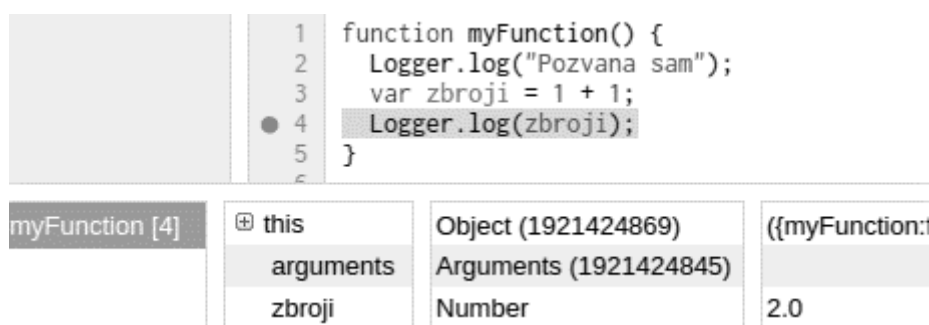 1 function myFunction() {
2 Logger.log("Pozvana sam");
3 var zbroji = 1 + 1;
4 Logger.log(zbroji);
5 }
myFunction [4] this Object (1921424869) ({myFunction:f
arguments Arguments (1921424845)
zbroji Number 2.0